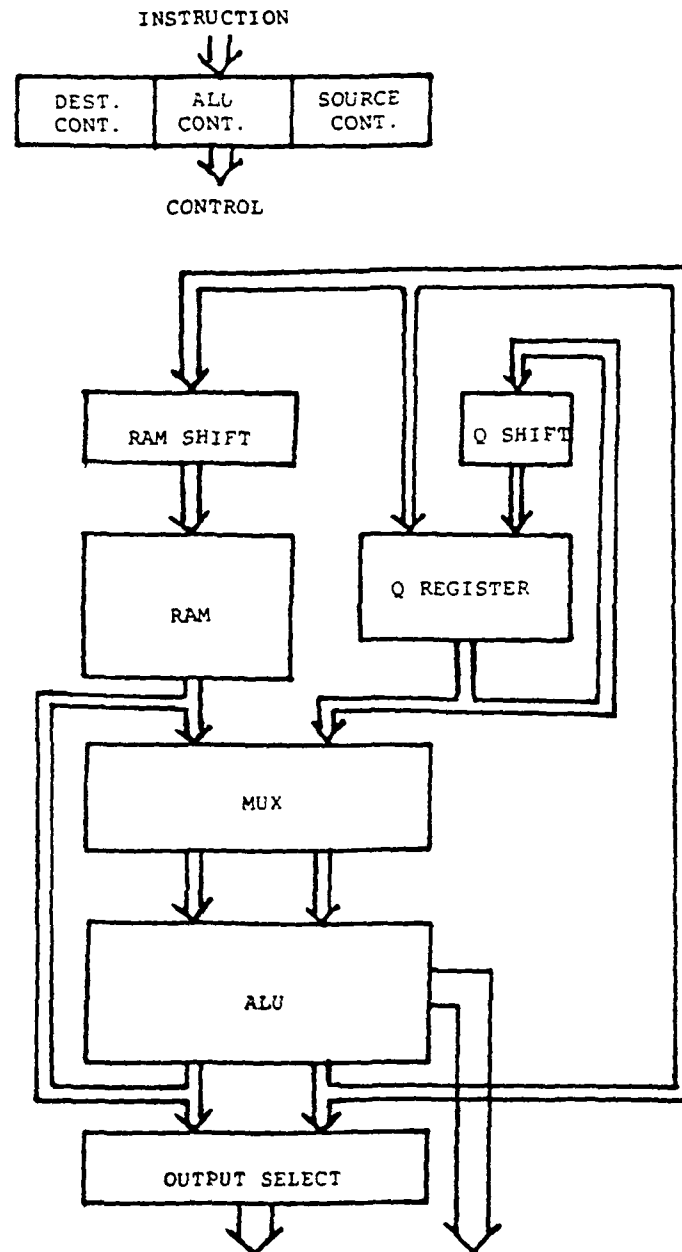 INSTRUCTION
DEST. CONT.
ALU CONT.
SOURCE CONT.
CONTROL
RAM SHIFT
Q SHIFT
RAM
Q REGISTER
MUX
ALU
OUTPUT SELECT